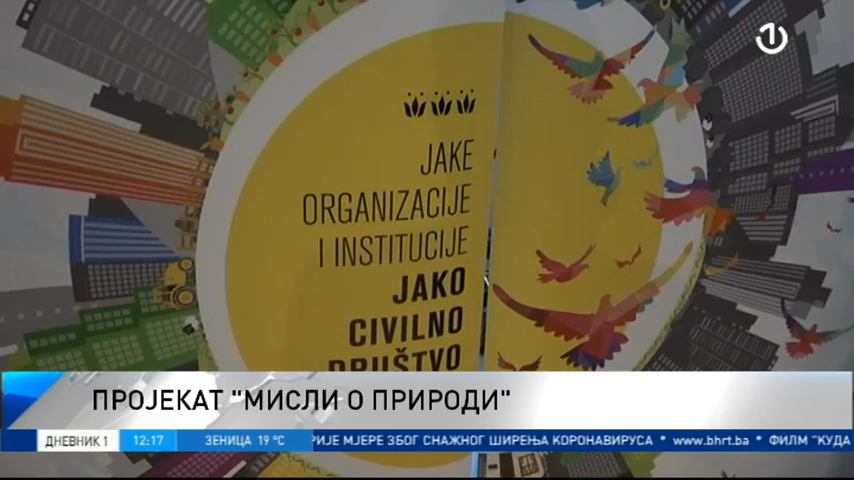 JAKE
ORGANIZACIJE
I INSTITUCIJE
JAKO
CIVILNO
DRUŠTVO
ПРОЈЕКАТ "МИСЛИ О ПРИРОДИ"
ДНЕВНИК 1 12:17 ЗЕНИЦА 19 °C РИЈЕ МЈЕРЕ ЗБОГ СНАЖНОГ ШИРЕЊА КОРОНАВИРУСА * www.bhrt.ba * ФИЛМ "КУДА